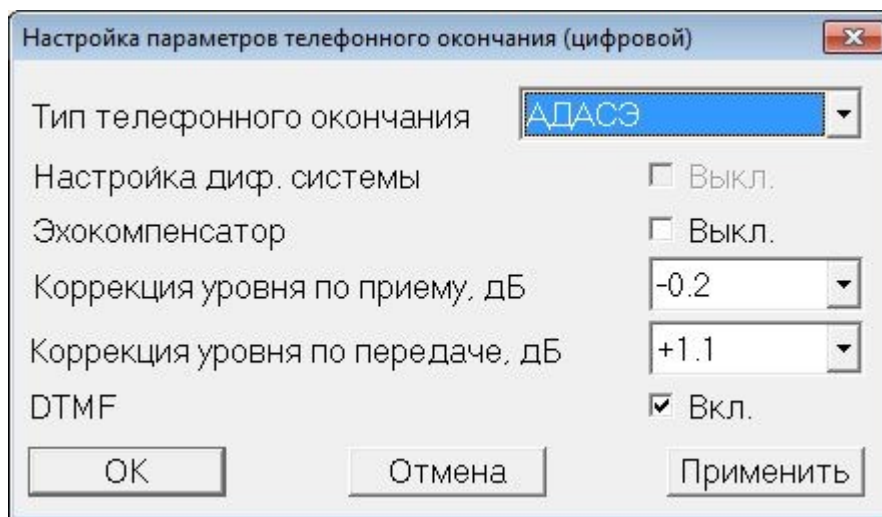 Настройка параметров телефонного окончания (цифровой)
Тип телефонного окончания АДАСЭ
Настройка диф. системы Выкл.
Эхокомпенсатор Выкл.
Коррекция уровня по приему, дБ -0.2
Коррекция уровня по передаче, дБ +1.1
DTMF Вкл.
OK Отмена Применить